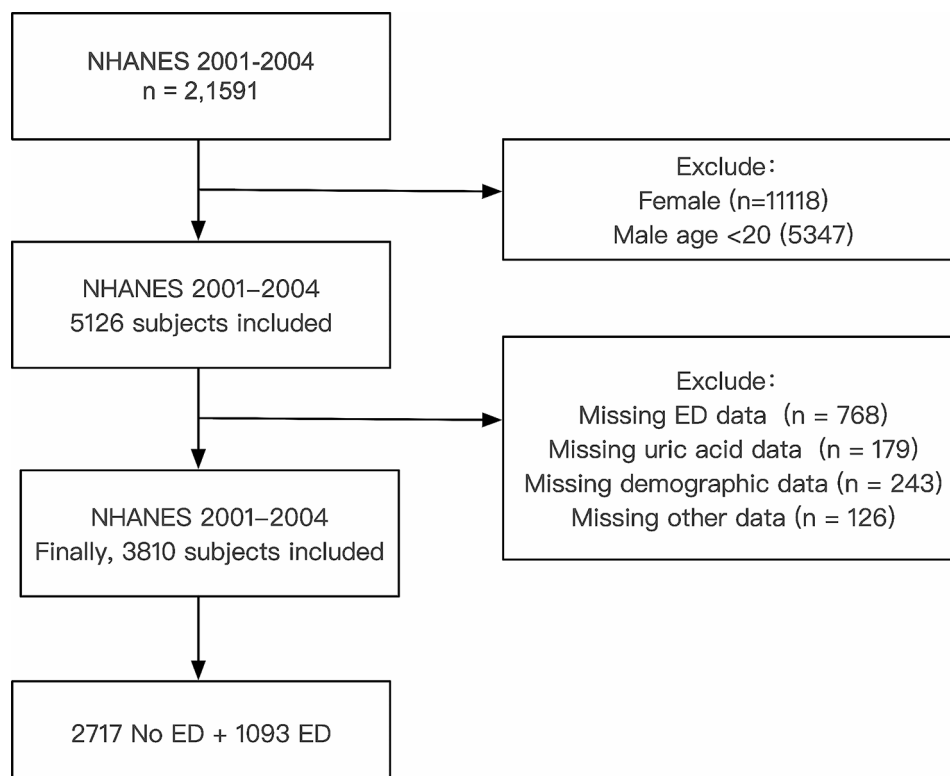 NHANES 2001-2004
n = 2,1591
Exclude:
Female (n=11118)
Male age <20 (5347)
NHANES 2001–2004
5126 subjects included
Exclude:
Missing ED data (n = 768)
Missing uric acid data (n = 179)
Missing demographic data (n = 243)
Missing other data (n = 126)
NHANES 2001–2004
Finally, 3810 subjects included
2717 No ED + 1093 ED